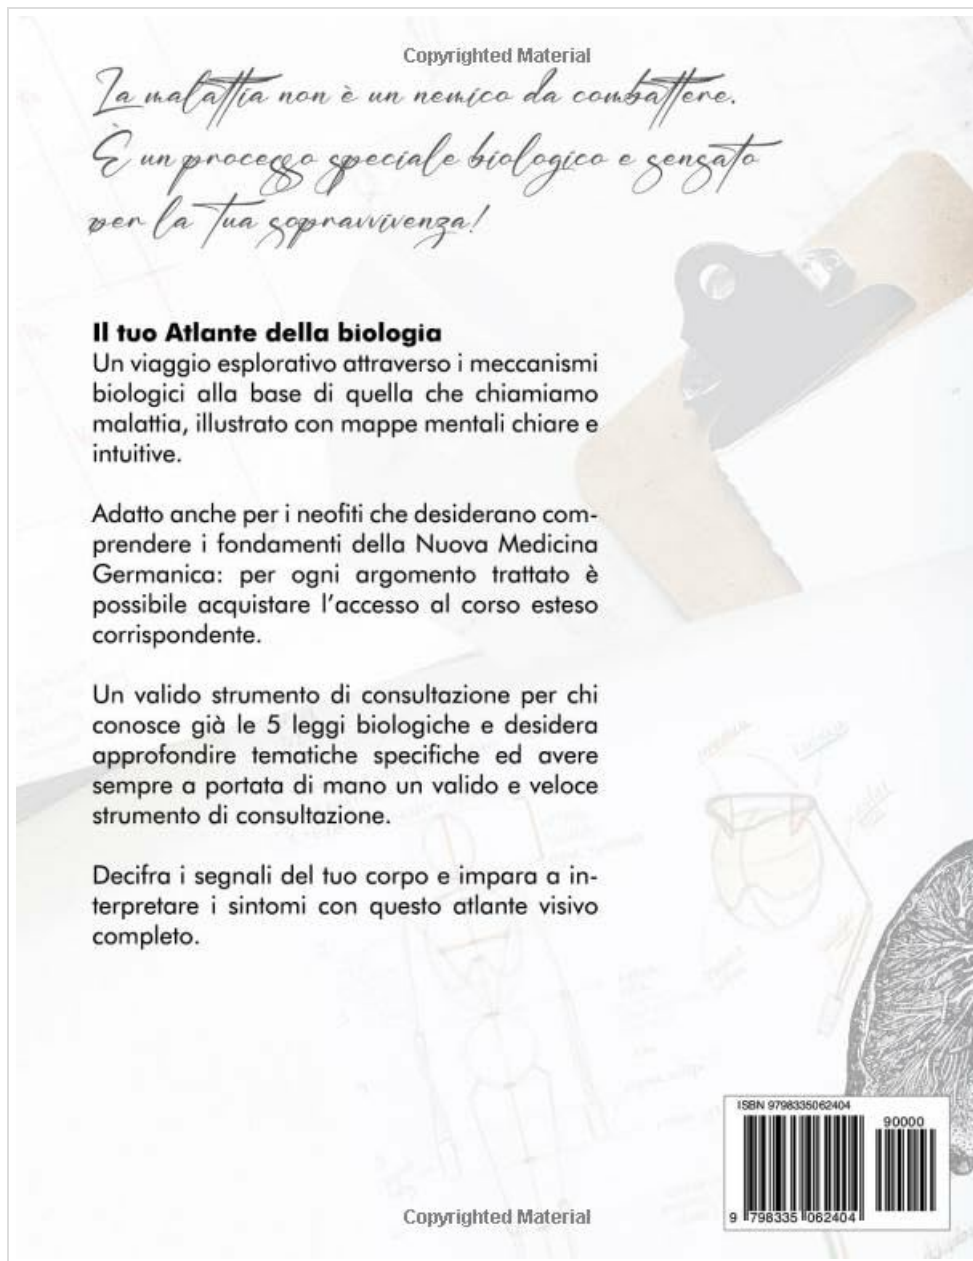 Copyrighted Material
La malattia non è un nemico da combattere.
È un processo speciale biologico e sensato
per la tua sopravvivenza!
Il tuo Atlante della biologia
Un viaggio esplorativo attraverso i meccanismi
biologici alla base di quella che chiamiamo
malattia, illustrato con mappe mentali chiare e
intuitive.
Adatto anche per i neofiti che desiderano com-
prendere i fondamenti della Nuova Medicina
Germanica: per ogni argomento trattato è
possibile acquistare l'accesso al corso esteso
corrispondente.
Un valido strumento di consultazione per chi
conosce già le 5 leggi biologiche e desidera
approfondire tematiche specifiche ed avere
sempre a portata di mano un valido e veloce
strumento di consultazione.
Decifra i segnali del tuo corpo e impara a in-
terpretare i sintomi con questo atlante visivo
completo.
ISBN 9798335062404
90000
9 798335 062404
Copyrighted Material